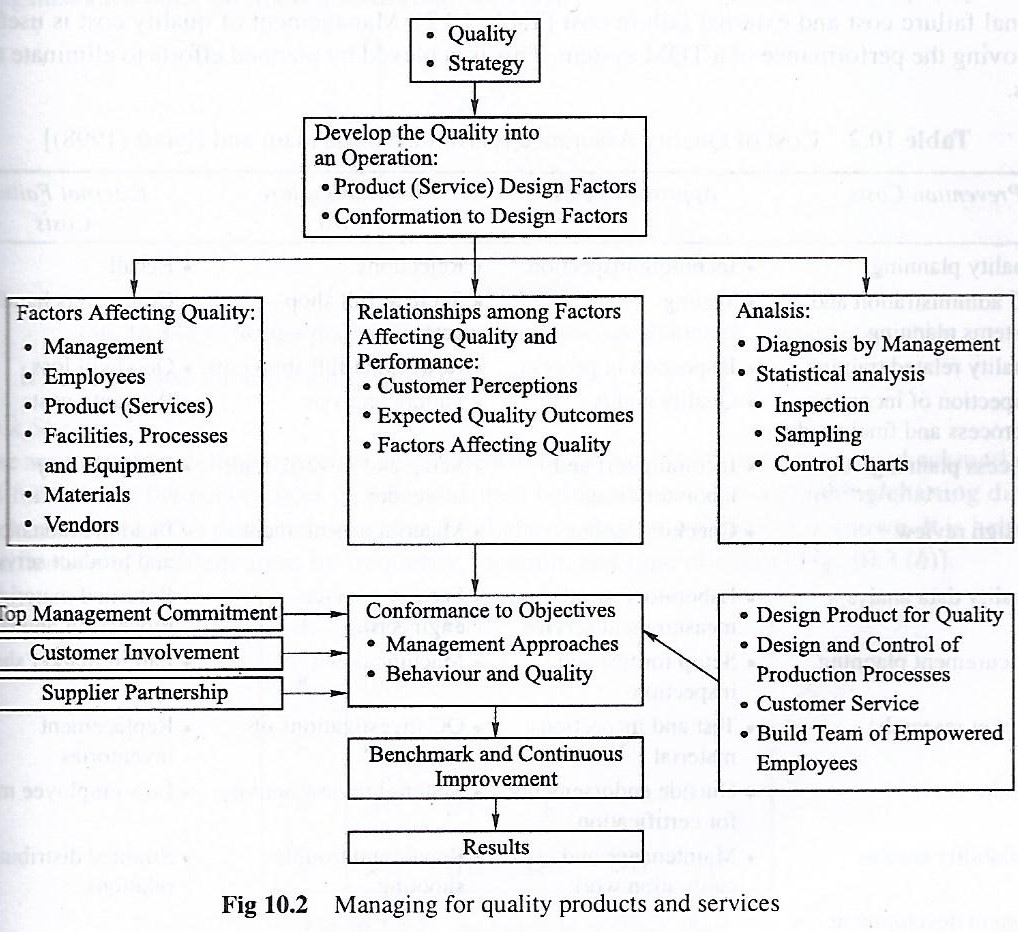 • Quality
• Strategy
Develop the Quality into
an Operation:
• Product (Service) Design Factors
• Conformation to Design Factors
Factors Affecting Quality:
• Management
• Employees
• Product (Services)
• Facilities, Processes
and Equipment
• Materials
• Vendors
Relationships among Factors
Affecting Quality and
Performance:
• Customer Perceptions
• Expected Quality Outcomes
• Factors Affecting Quality
Analsis:
• Diagnosis by Management
• Statistical analysis
• Inspection
• Sampling
• Control Charts
Top Management Commitment
Customer Involvement
Supplier Partnership
Conformance to Objectives
• Management Approaches
• Behaviour and Quality
• Design Product for Quality
• Design and Control of
Production Processes
• Customer Service
• Build Team of Empowered
Employees
Benchmark and Continuous
Improvement
Results
Fig 10.2 Managing for quality products and services